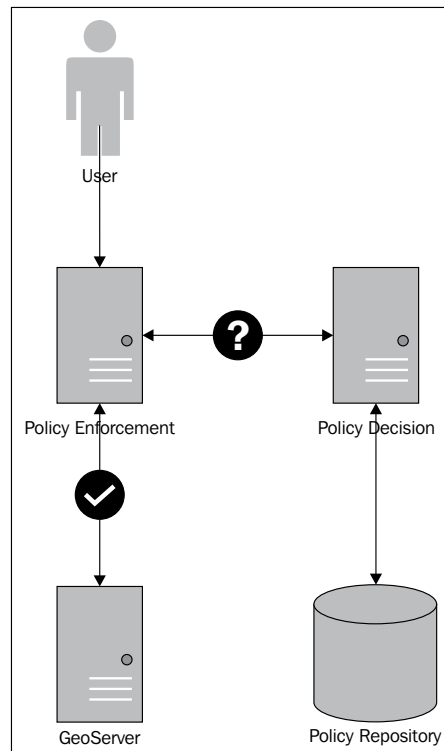 User
?
Policy Enforcement
Policy Decision
GeoServer
Policy Repository